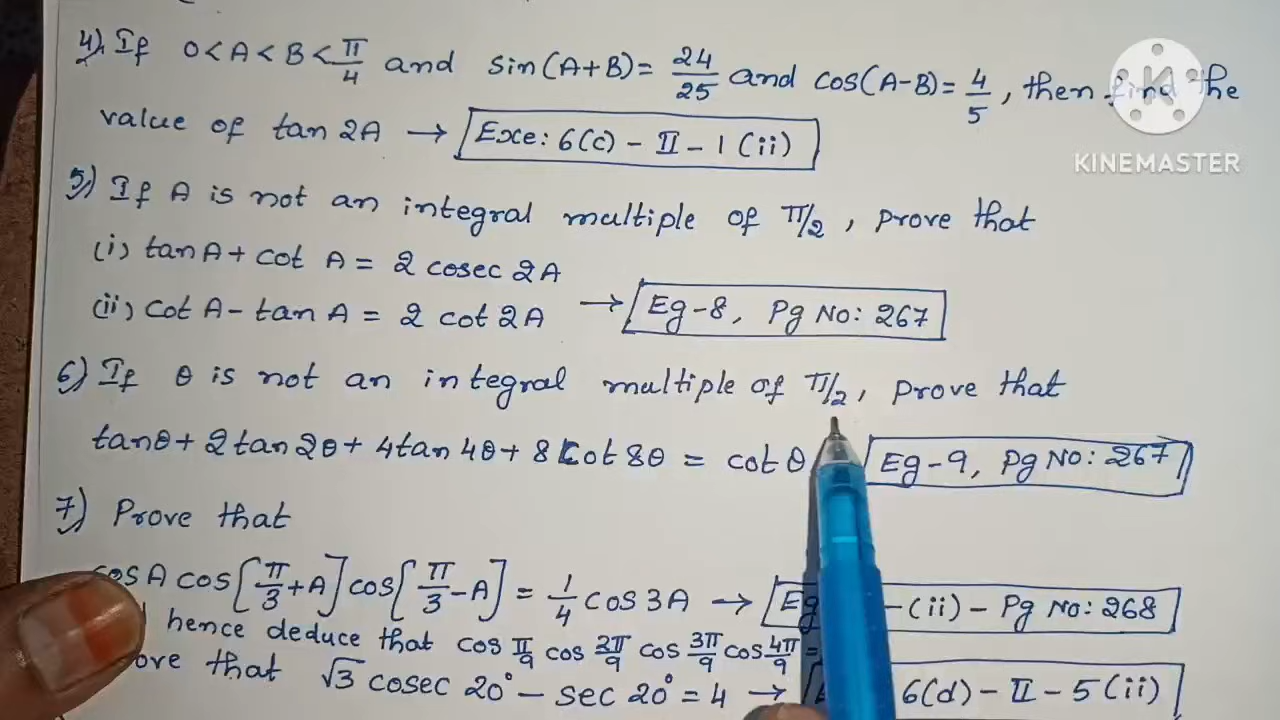 4). If 0 < A < B < π/4 and sin(A+B) = 24/25 and cos(A-B) = 4/5, then find the
value of tan 2A → Exe: 6(c) - II - 1 (ii)
KINEMASTER
5) If A is not an integral multiple of π/2, prove that
(i) tan A + cot A = 2 cosec 2A
(ii) cot A - tan A = 2 cot 2A → Eg-8, Pg No: 267
6) If θ is not an integral multiple of π/2, prove that
tanθ + 2 tan 2θ + 4 tan 4θ + 8 cot 8θ = cot θ Eg-9, Pg No: 267
7) Prove that
cos A cos[π/3 + A] cos[π/3 - A] = 1/4 cos 3A → -(ii) - Pg No: 268
hence deduce that cos π/9 cos 2π/9 cos 3π/9 cos 4π/9 =
that √3 cosec 20° - sec 20° = 4 → 6(d) - II - 5 (ii)